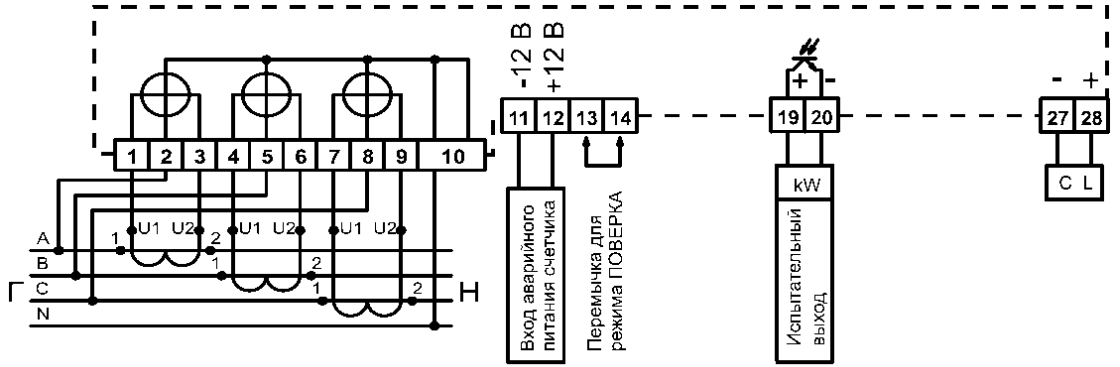 -12 В
+12 В
+ -
- +
1 2 3 4 5 6 7 8 9 10
11 12 13 14
19 20
27 28
kW
C L
U1 U2 U1 U2 U1 U2
A 1 2
B 1 2
Г C 1 2 Н
N
Вход аварийного
питания счетчика
Перемычка для
режима ПОВЕРКА
Испытательный
выход